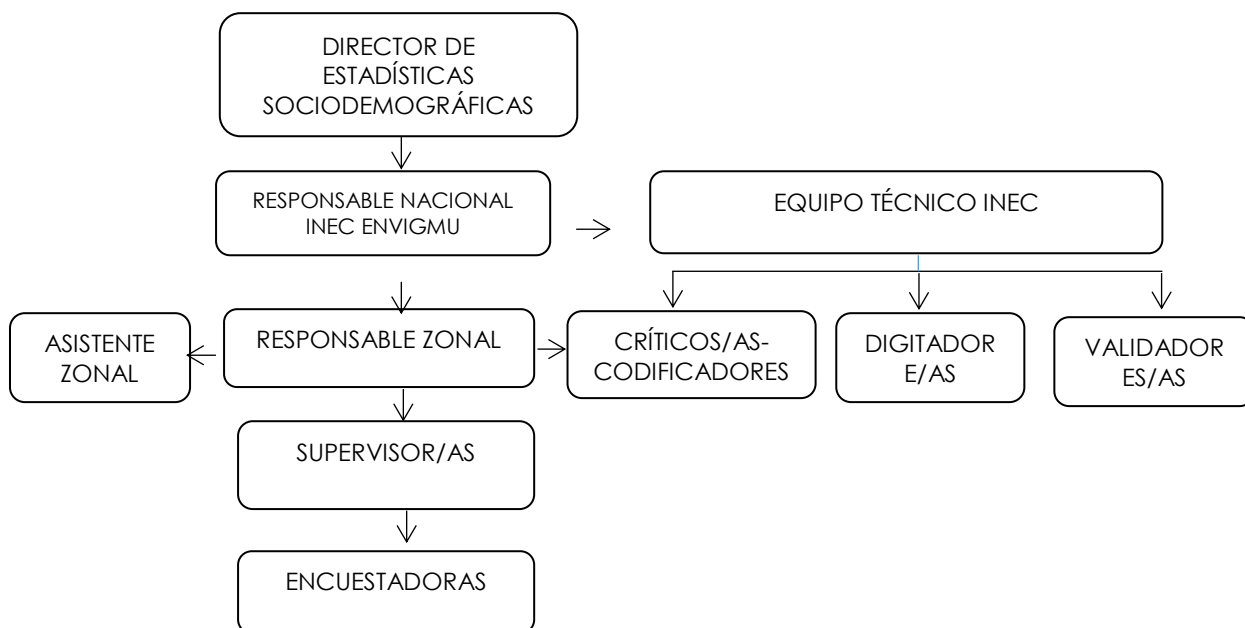 DIRECTOR DE
ESTADÍSTICAS
SOCIODEMOGRÁFICAS
RESPONSABLE NACIONAL
INEC ENVIGMU
EQUIPO TÉCNICO INEC
ASISTENTE
ZONAL
RESPONSABLE ZONAL
CRÍTICOS/AS-
CODIFICADORES
DIGITADOR
E/AS
VALIDADOR
ES/AS
SUPERVISOR/AS
ENCUESTADORAS